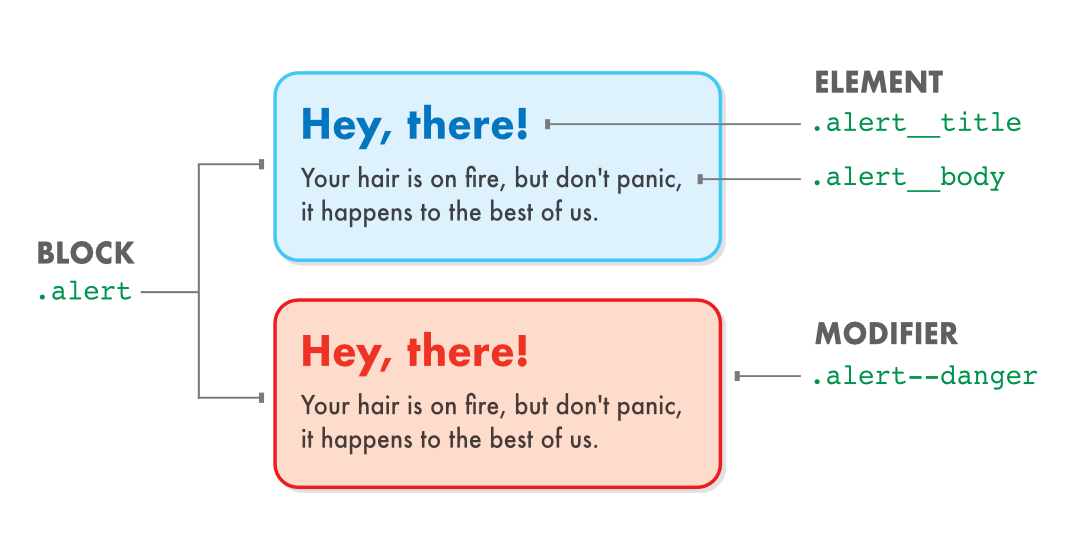 BLOCK
.alert
Hey, there!
Your hair is on fire, but don't panic,
it happens to the best of us.
ELEMENT
.alert__title
.alert__body
Hey, there!
Your hair is on fire, but don't panic,
it happens to the best of us.
MODIFIER
.alert--danger